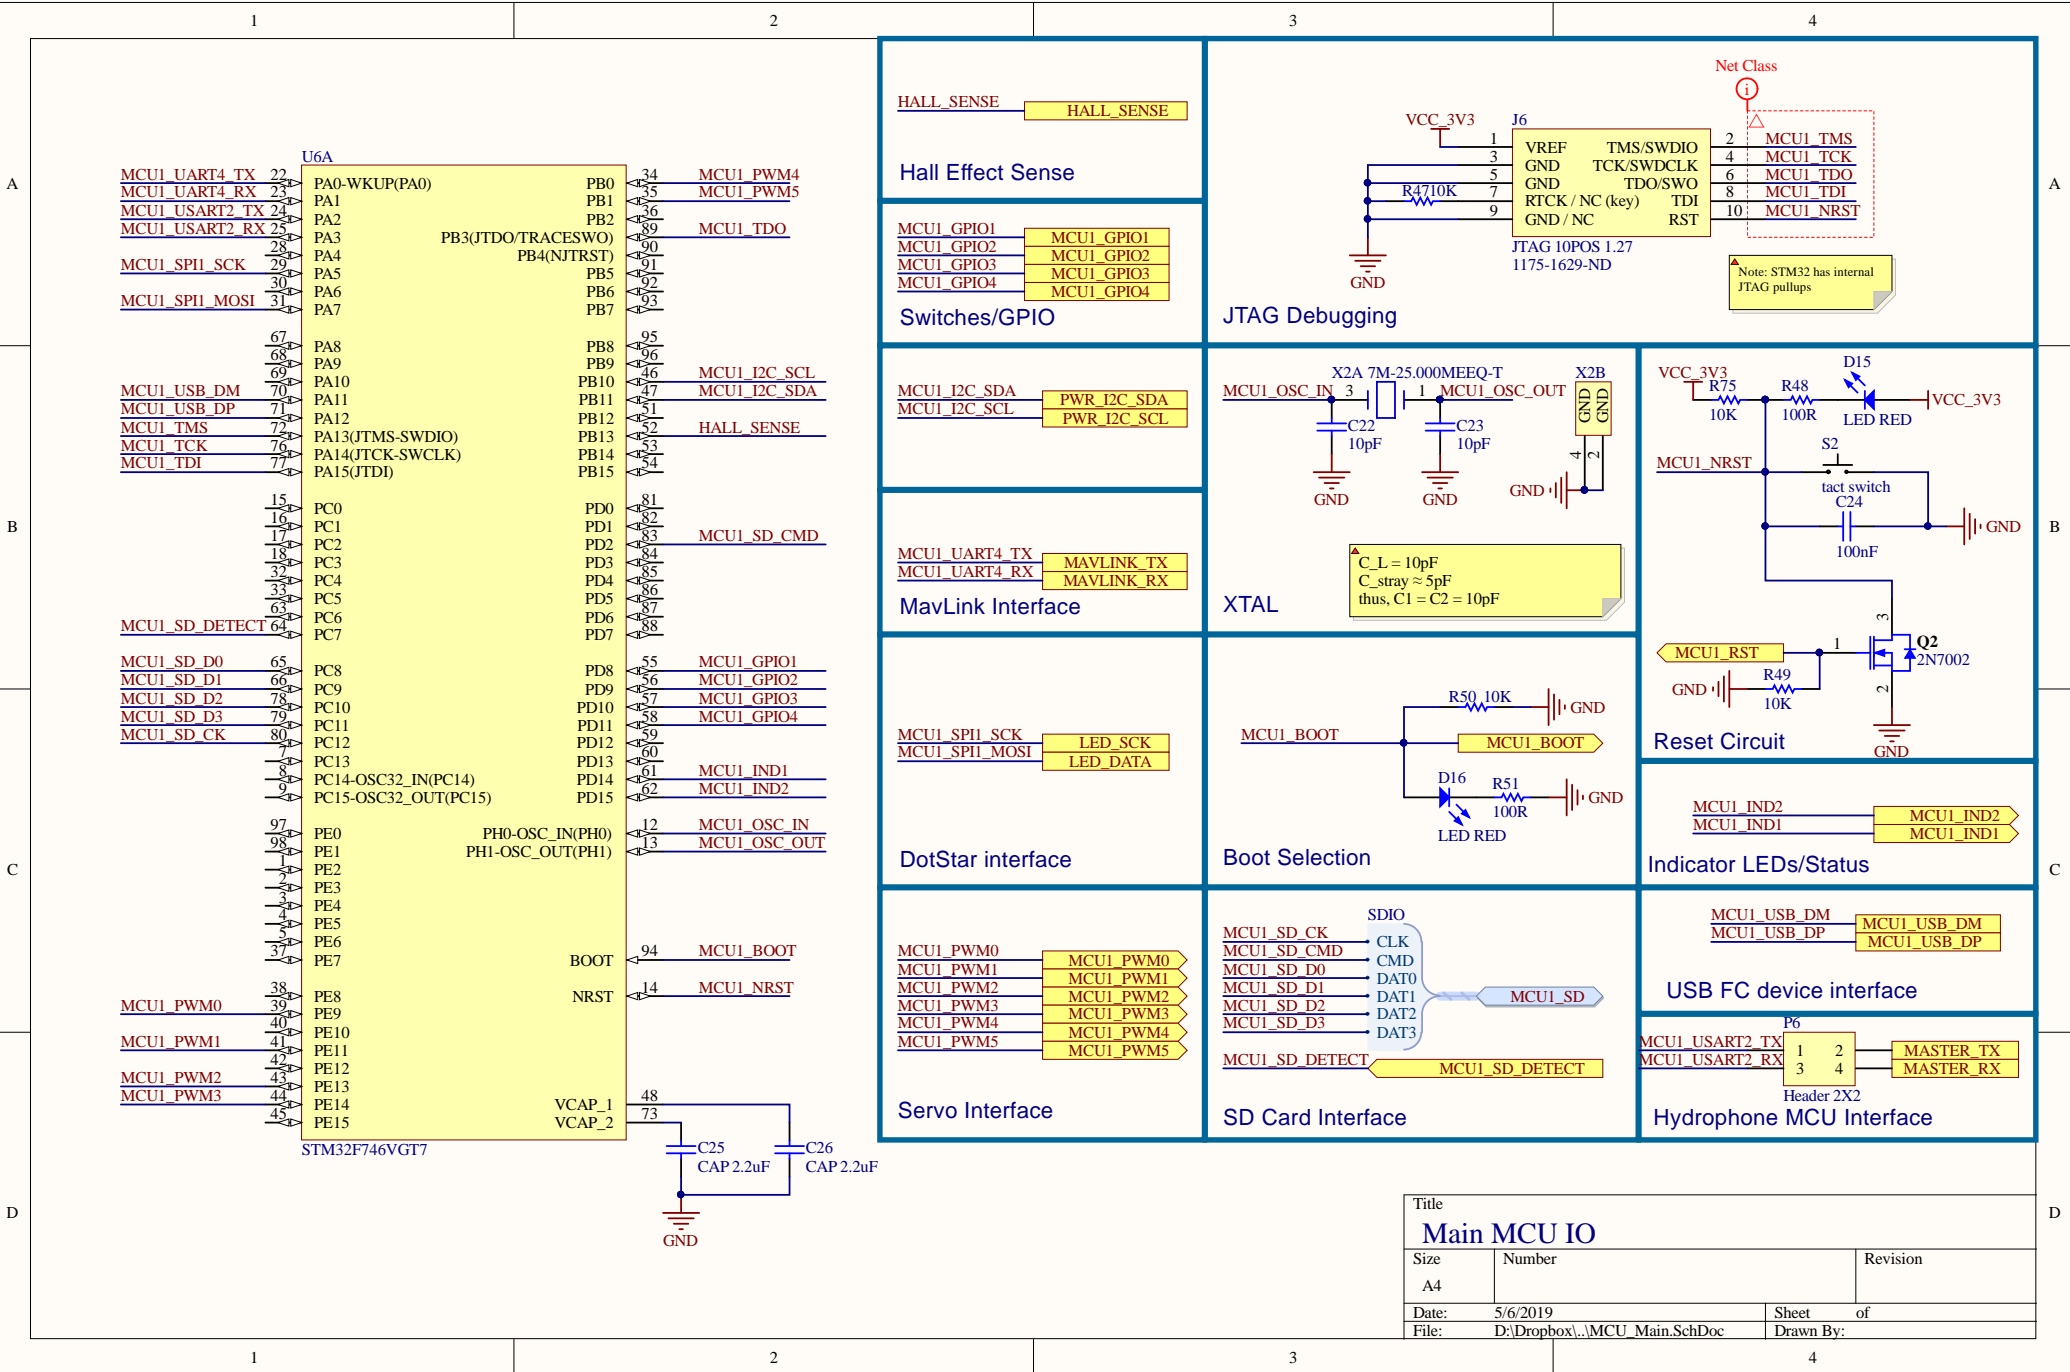 1 2 3 4
A
B
C
D
U6A
MCU1_UART4_TX 22 PA0-WKUP(PA0)
MCU1_UART4_RX 23 PA1
MCU1_USART2_TX 24 PA2
MCU1_USART2_RX 25 PA3
28 PA4
MCU1_SPI1_SCK 29 PA5
30 PA6
MCU1_SPI1_MOSI 31 PA7
67 PA8
68 PA9
69 PA10
MCU1_USB_DM 70 PA11
MCU1_USB_DP 71 PA12
MCU1_TMS 72 PA13(JTMS-SWDIO)
MCU1_TCK 76 PA14(JTCK-SWCLK)
MCU1_TDI 77 PA15(JTDI)
15 PC0
16 PC1
17 PC2
18 PC3
32 PC4
33 PC5
63 PC6
MCU1_SD_DETECT 64 PC7
MCU1_SD_D0 65 PC8
MCU1_SD_D1 66 PC9
MCU1_SD_D2 78 PC10
MCU1_SD_D3 79 PC11
MCU1_SD_CK 80 PC12
7 PC13
8 PC14-OSC32_IN(PC14)
9 PC15-OSC32_OUT(PC15)
97 PE0
98 PE1
1 PE2
2 PE3
3 PE4
4 PE5
5 PE6
37 PE7
38 PE8
MCU1_PWM0 39 PE9
40 PE10
MCU1_PWM1 41 PE11
42 PE12
MCU1_PWM2 43 PE13
MCU1_PWM3 44 PE14
45 PE15
STM32F746VGT7
PB0 34 MCU1_PWM4
PB1 35 MCU1_PWM5
PB2 36
PB3(JTDO/TRACESWO) 89 MCU1_TDO
PB4(NJTRST) 90
PB5 91
PB6 92
PB7 93
PB8 95
PB9 96
PB10 46 MCU1_I2C_SCL
PB11 47 MCU1_I2C_SDA
PB12 51
PB13 52 HALL_SENSE
PB14 53
PB15 54
PD0 81
PD1 82
PD2 83 MCU1_SD_CMD
PD3 84
PD4 85
PD5 86
PD6 87
PD7 88
PD8 55 MCU1_GPIO1
PD9 56 MCU1_GPIO2
PD10 57 MCU1_GPIO3
PD11 58 MCU1_GPIO4
PD12 59
PD13 60
PD14 61 MCU1_IND1
PD15 62 MCU1_IND2
PH0-OSC_IN(PH0) 12 MCU1_OSC_IN
PH1-OSC_OUT(PH1) 13 MCU1_OSC_OUT
BOOT 94 MCU1_BOOT
NRST 14 MCU1_NRST
VCAP_1 48
VCAP_2 73
C25
CAP 2.2uF
C26
CAP 2.2uF
GND
HALL_SENSE HALL_SENSE
Hall Effect Sense
MCU1_GPIO1 MCU1_GPIO1
MCU1_GPIO2 MCU1_GPIO2
MCU1_GPIO3 MCU1_GPIO3
MCU1_GPIO4 MCU1_GPIO4
Switches/GPIO
MCU1_I2C_SDA PWR_I2C_SDA
MCU1_I2C_SCL PWR_I2C_SCL
MCU1_UART4_TX MAVLINK_TX
MCU1_UART4_RX MAVLINK_RX
MavLink Interface
MCU1_SPI1_SCK LED_SCK
MCU1_SPI1_MOSI LED_DATA
DotStar interface
MCU1_PWM0 MCU1_PWM0
MCU1_PWM1 MCU1_PWM1
MCU1_PWM2 MCU1_PWM2
MCU1_PWM3 MCU1_PWM3
MCU1_PWM4 MCU1_PWM4
MCU1_PWM5 MCU1_PWM5
Servo Interface
Net Class
i
VCC_3V3
J6
1 VREF TMS/SWDIO 2 MCU1_TMS
3 GND TCK/SWDCLK 4 MCU1_TCK
5 GND TDO/SWO 6 MCU1_TDO
R47 10K 7 RTCK / NC (key) TDI 8 MCU1_TDI
9 GND / NC RST 10 MCU1_NRST
JTAG 10POS 1.27
1175-1629-ND
GND
Note: STM32 has internal
JTAG pullups
JTAG Debugging
X2A 7M-25.000MEEQ-T
MCU1_OSC_IN 3 1 MCU1_OSC_OUT
C22
10pF
C23
10pF
GND
GND
X2B
GND
GND
4
2
GND
C_L = 10pF
C_stray ≈ 5pF
thus, C1 = C2 = 10pF
XTAL
VCC_3V3
R75
10K
R48
100R
D15
LED RED
VCC_3V3
S2
MCU1_NRST
tact switch
C24
100nF
GND
3
MCU1_RST
1
Q2
2N7002
2
R49
10K
GND
GND
Reset Circuit
R50 10K
GND
MCU1_BOOT MCU1_BOOT
D16
LED RED
R51
100R
GND
Boot Selection
MCU1_IND2 MCU1_IND2
MCU1_IND1 MCU1_IND1
Indicator LEDs/Status
SDIO
MCU1_SD_CK CLK
MCU1_SD_CMD CMD
MCU1_SD_D0 DAT0
MCU1_SD_D1 DAT1
MCU1_SD_D2 DAT2
MCU1_SD_D3 DAT3
MCU1_SD
MCU1_SD_DETECT MCU1_SD_DETECT
SD Card Interface
MCU1_USB_DM MCU1_USB_DM
MCU1_USB_DP MCU1_USB_DP
USB FC device interface
P6
MCU1_USART2_TX 1 2 MASTER_TX
MCU1_USART2_RX 3 4 MASTER_RX
Header 2X2
Hydrophone MCU Interface
Title
Main MCU IO
Size Number Revision
A4
Date: 5/6/2019 Sheet of
File: D:\Dropbox\..\MCU_Main.SchDoc Drawn By:
A
B
C
D
1 2 3 4